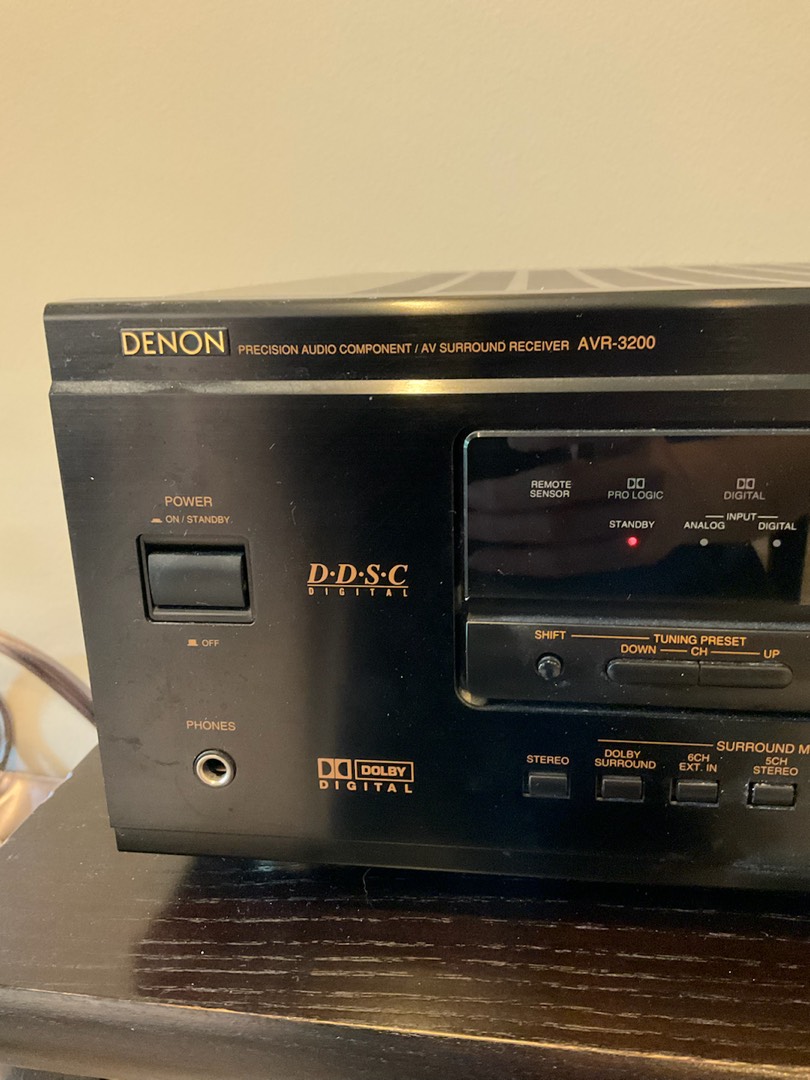 DENON PRECISION AUDIO COMPONENT / AV SURROUND RECEIVER AVR-3200
POWER
ON / STANDBY
OFF
PHONES
D·D·S·C
DIGITAL
DOLBY
DIGITAL
REMOTE
SENSOR
PRO LOGIC
DIGITAL
STANDBY
INPUT
ANALOG
DIGITAL
SHIFT
TUNING PRESET
DOWN
CH
UP
SURROUND M
STEREO
DOLBY
SURROUND
6CH
EXT. IN
5CH
STEREO